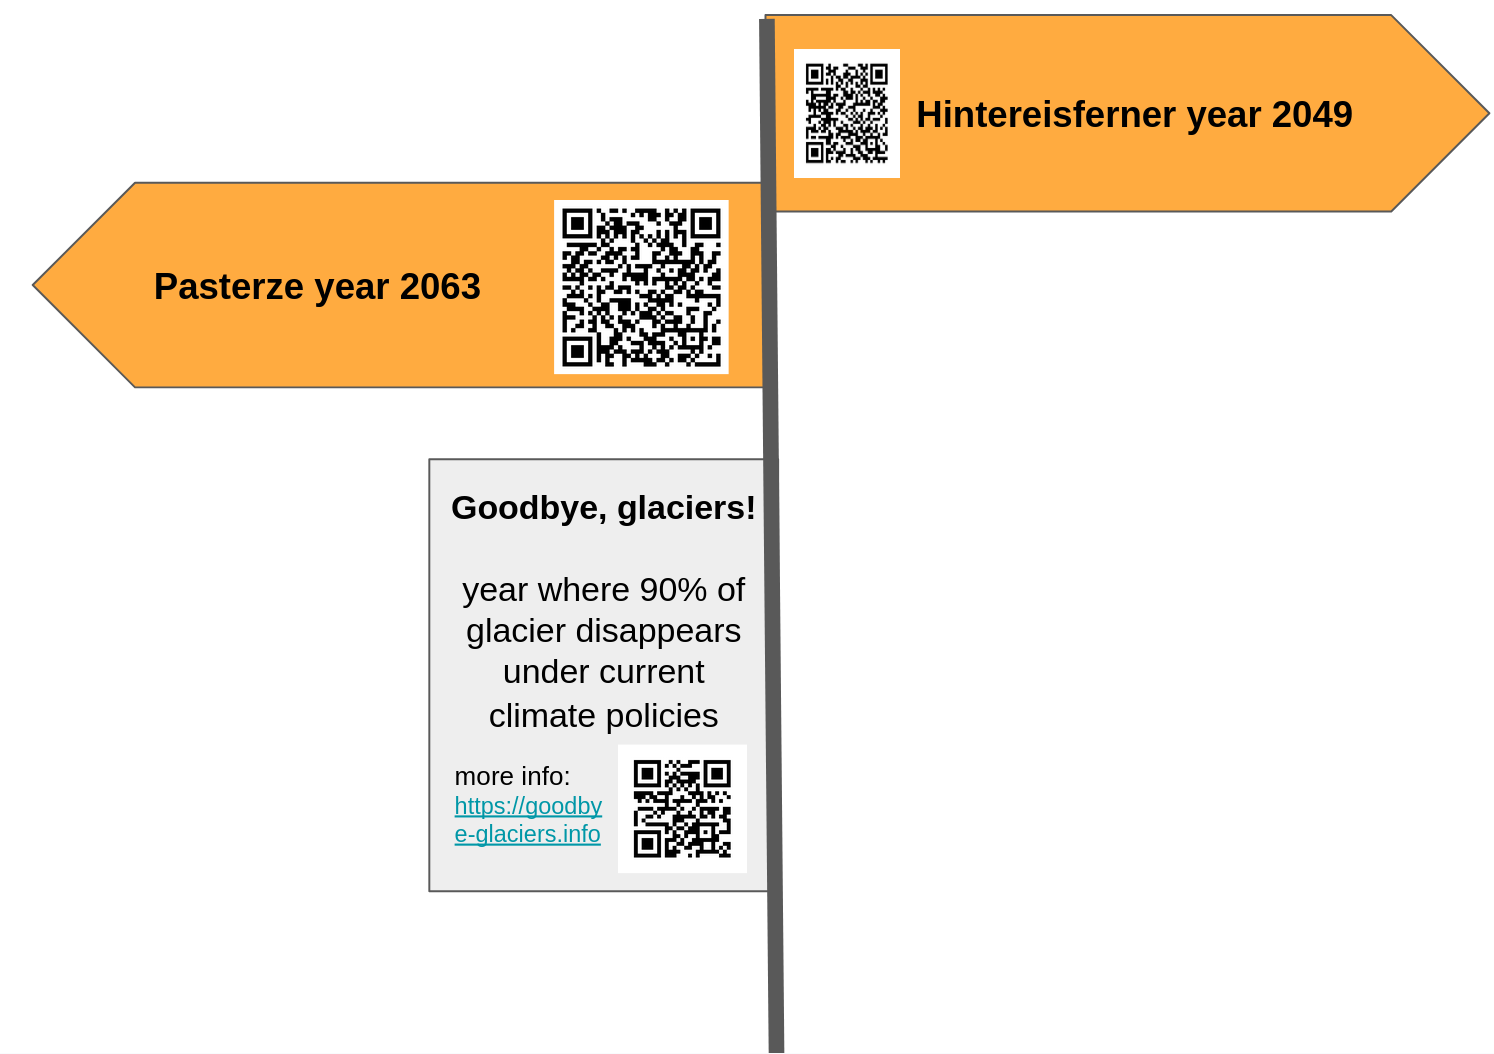 Hintereisferner year 2049
Pasterze year 2063
Goodbye, glaciers!
year where 90% of
glacier disappears
under current
climate policies
more info:
https://goodby
e-glaciers.info